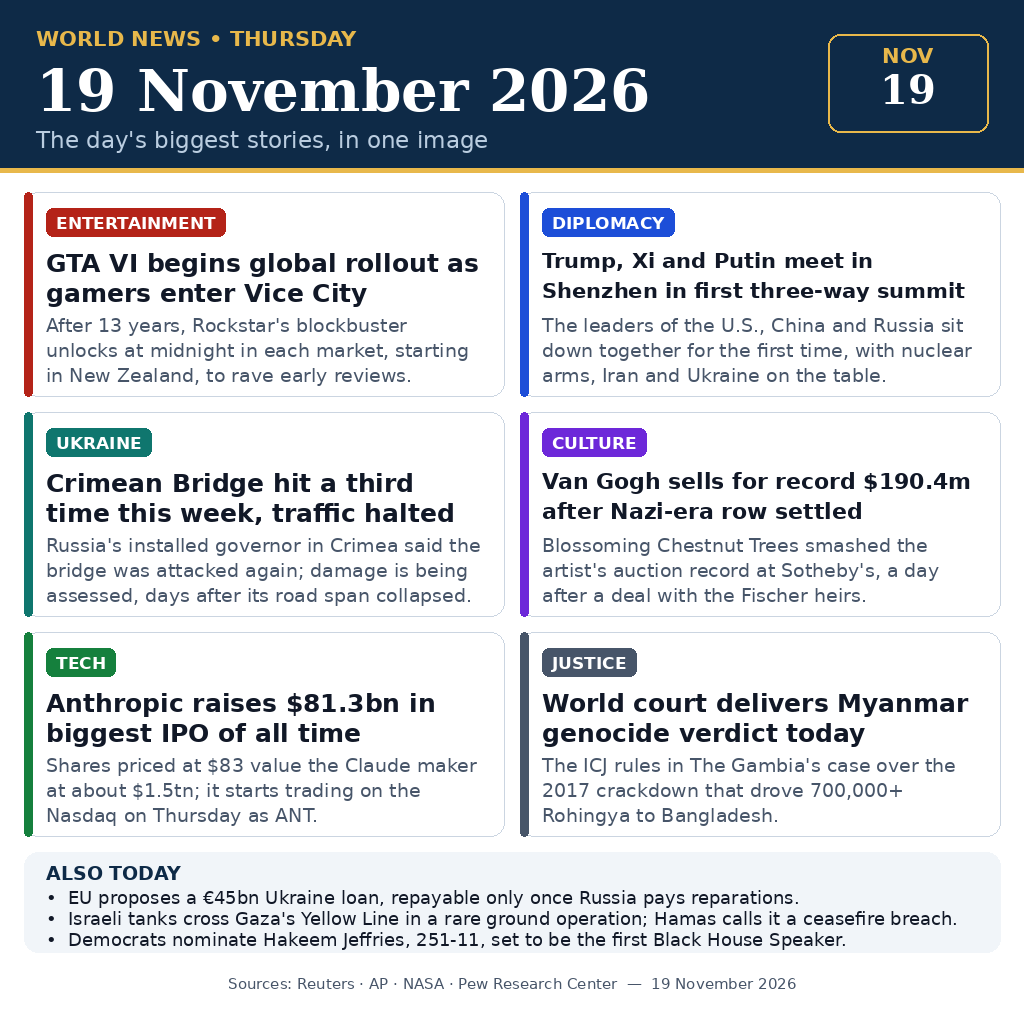 WORLD NEWS • THURSDAY
19 November 2026
The day's biggest stories, in one image
NOV
19
ENTERTAINMENT
GTA VI begins global rollout as
gamers enter Vice City
After 13 years, Rockstar's blockbuster
unlocks at midnight in each market, starting
in New Zealand, to rave early reviews.
DIPLOMACY
Trump, Xi and Putin meet in
Shenzhen in first three-way summit
The leaders of the U.S., China and Russia sit
down together for the first time, with nuclear
arms, Iran and Ukraine on the table.
UKRAINE
Crimean Bridge hit a third
time this week, traffic halted
Russia's installed governor in Crimea said the
bridge was attacked again; damage is being
assessed, days after its road span collapsed.
CULTURE
Van Gogh sells for record $190.4m
after Nazi-era row settled
Blossoming Chestnut Trees smashed the
artist's auction record at Sotheby's, a day
after a deal with the Fischer heirs.
TECH
Anthropic raises $81.3bn in
biggest IPO of all time
Shares priced at $83 value the Claude maker
at about $1.5tn; it starts trading on the
Nasdaq on Thursday as ANT.
JUSTICE
World court delivers Myanmar
genocide verdict today
The ICJ rules in The Gambia's case over the
2017 crackdown that drove 700,000+
Rohingya to Bangladesh.
ALSO TODAY
• EU proposes a €45bn Ukraine loan, repayable only once Russia pays reparations.
• Israeli tanks cross Gaza's Yellow Line in a rare ground operation; Hamas calls it a ceasefire breach.
• Democrats nominate Hakeem Jeffries, 251-11, set to be the first Black House Speaker.
Sources: Reuters · AP · NASA · Pew Research Center — 19 November 2026